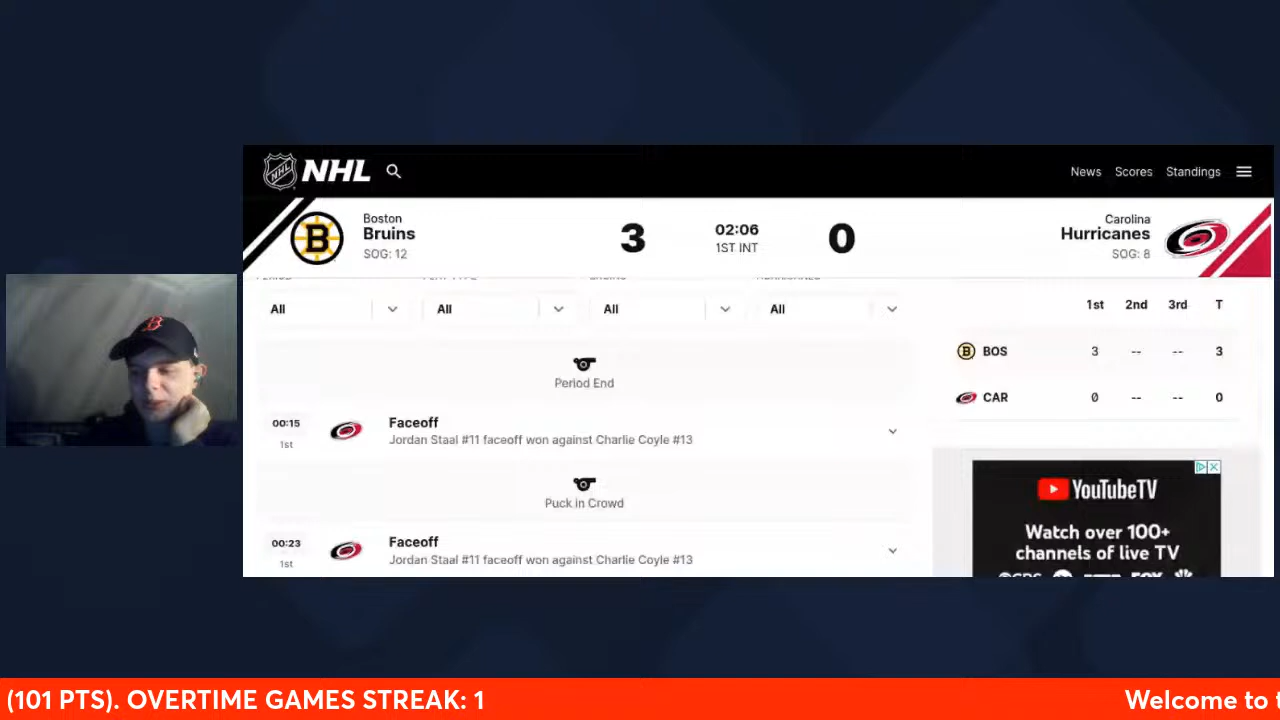 NHL
News Scores Standings
Boston
Bruins
SOG: 12
3
02:06
1ST INT
0
Carolina
Hurricanes
SOG: 8
All All All All
Period End
00:15
1st
Faceoff
Jordan Staal #11 faceoff won against Charlie Coyle #13
Puck in Crowd
00:23
1st
Faceoff
Jordan Staal #11 faceoff won against Charlie Coyle #13
1st 2nd 3rd T
BOS 3 -- -- 3
CAR 0 -- -- 0
YouTubeTV
Watch over 100+
channels of live TV
(101 PTS). OVERTIME GAMES STREAK: 1
Welcome to t